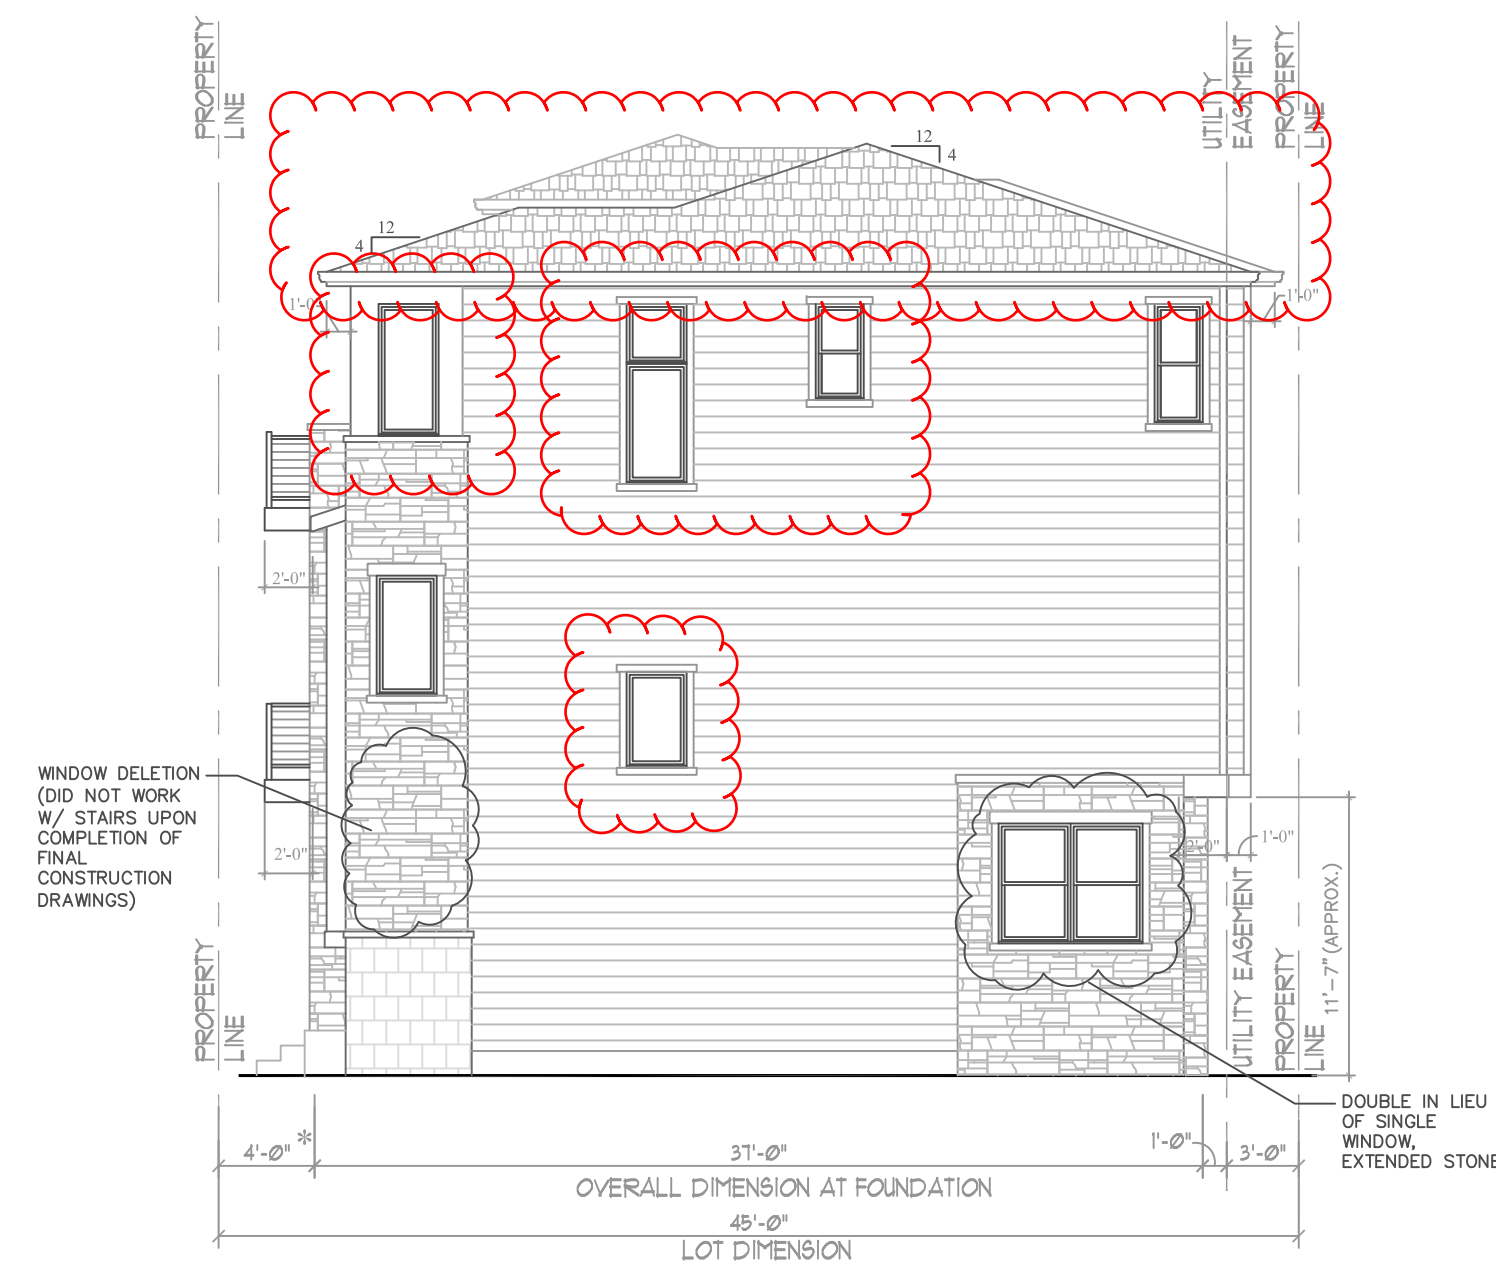 PROPERTY
LINE
UTILITY
EASEMENT
PROPERTY
LINE
12
4
12
4
1'-0"
1'-0"
2'-0"
WINDOW DELETION
(DID NOT WORK
W/ STAIRS UPON
COMPLETION OF
FINAL
CONSTRUCTION
DRAWINGS)
2'-0"
2'-0"
1'-0"
11'-7" (APPROX.)
PROPERTY
LINE
UTILITY EASEMENT
PROPERTY
LINE
DOUBLE IN LIEU
OF SINGLE
WINDOW,
EXTENDED STONE
4'-0" *
37'-0"
1'-0"
3'-0"
OVERALL DIMENSION AT FOUNDATION
45'-0"
LOT DIMENSION